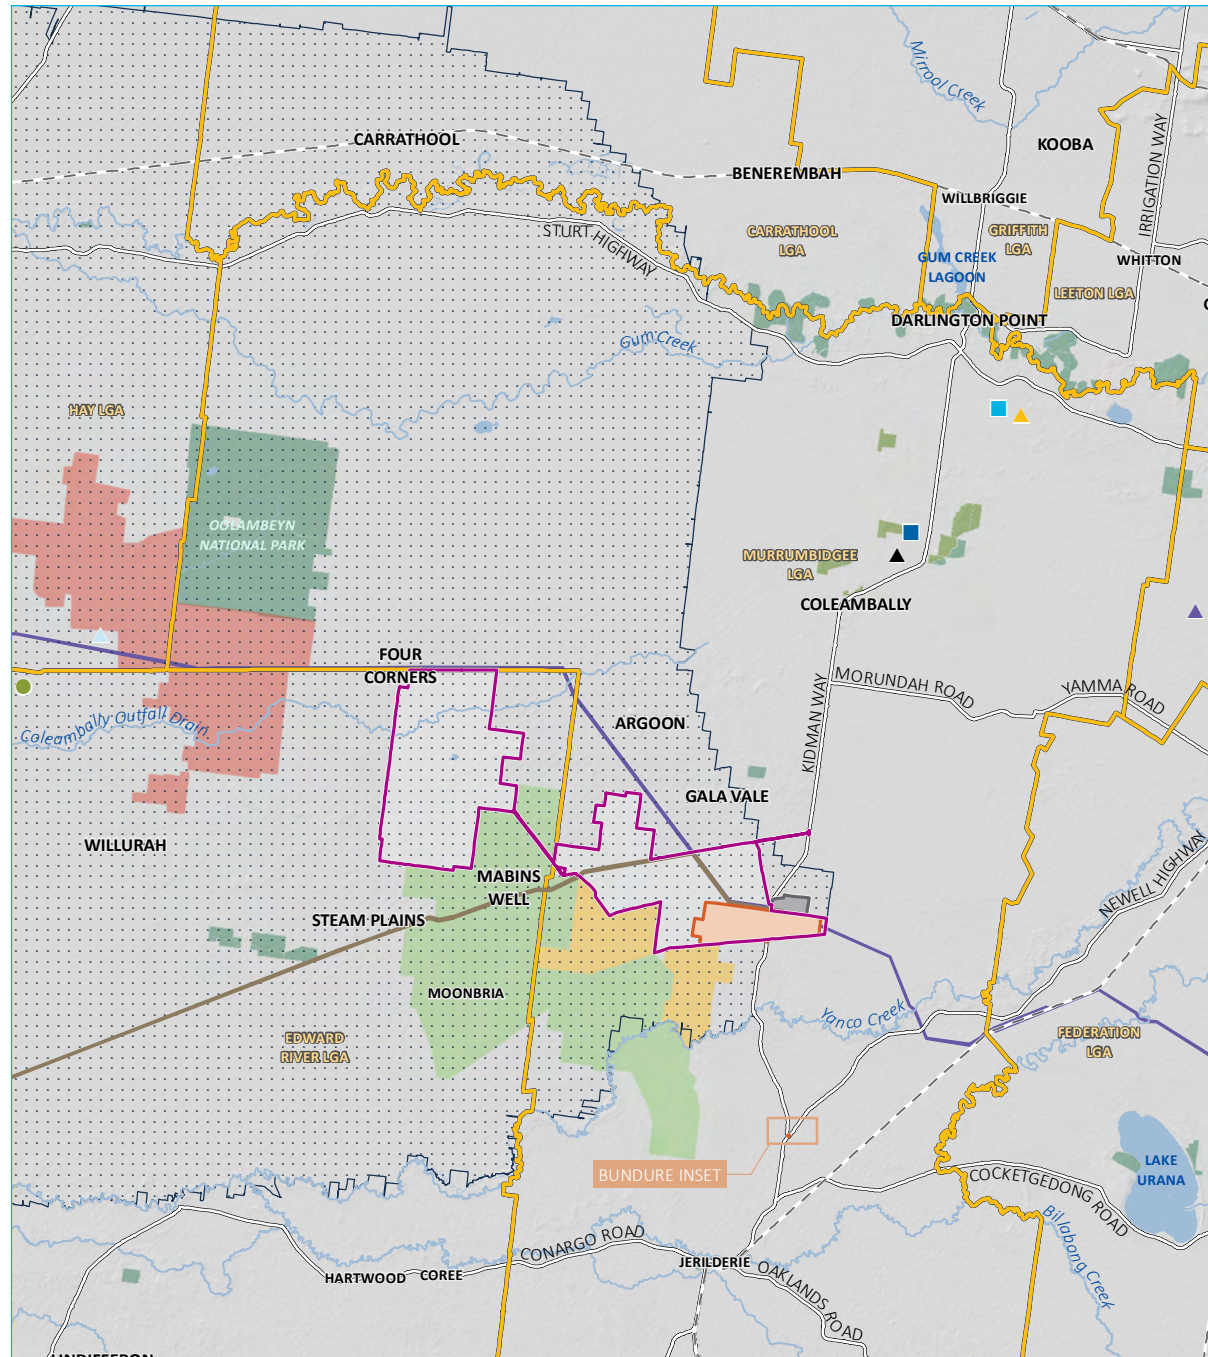 Mirrool Creek
CARRATHOOL
KOOBA
IRRIGATION WAY
BENEREMBAH
WILLBRIGGIE
STURT HIGHWAY
CARRATHOOL
LGA
GRIFFITH
LGA
GUM CREEK
LAGOON
WHITTON
LEETON LGA
DARLINGTON POINT
Gum Creek
HAY LGA
OOLAMBEYN
NATIONAL PARK
MURRUMBIDGEE
LGA
COLEAMBALLY
FOUR
CORNERS
MORUNDAH ROAD
YAMMA ROAD
Coleambally Outfall Drain
ARGOON
KIDMAN WAY
GALA VALE
WILLURAH
MABINS
WELL
NEWELL HIGHWAY
STEAM PLAINS
MOONBRIA
Yanco Creek
EDWARD
RIVER LGA
FEDERATION
LGA
BUNDURE INSET
LAKE
URANA
COCKETGEDONG ROAD
Billabong Creek
CONARGO ROAD
JERILDERIE
OAKLANDS ROAD
HARTWOOD
COREE